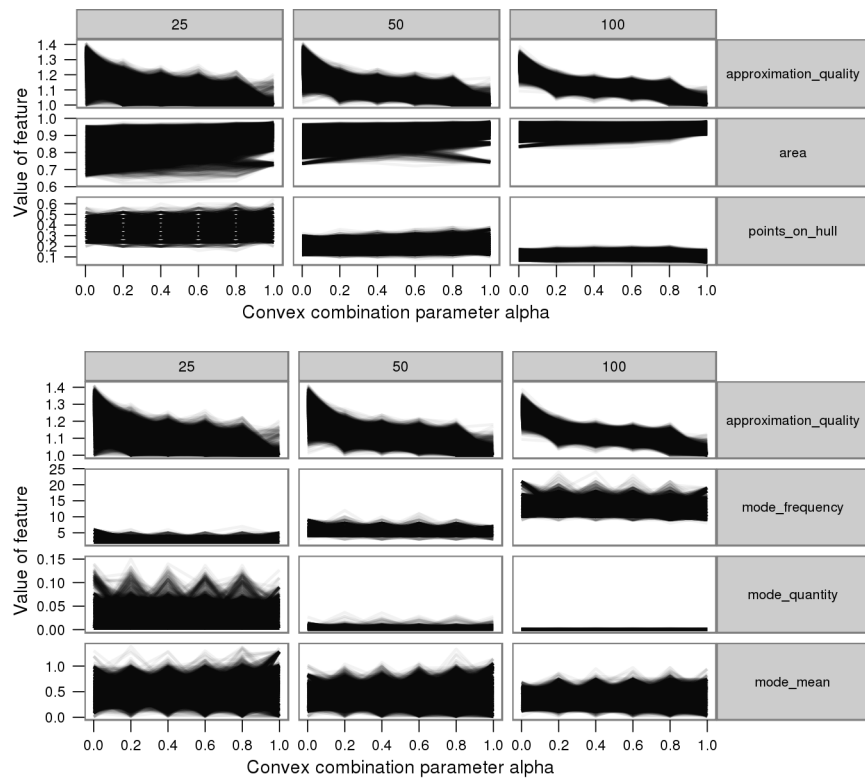 25 50 100
1.4
1.3
1.2
1.1
1.0
approximation_quality
1.0
0.9
0.8
0.7
0.6
area
0.6
0.5
0.4
0.3
0.2
0.1
points_on_hull
Value of feature
0.0 0.2 0.4 0.6 0.8 1.0 0.0 0.2 0.4 0.6 0.8 1.0 0.0 0.2 0.4 0.6 0.8 1.0
Convex combination parameter alpha
25 50 100
1.4
1.3
1.2
1.1
1.0
approximation_quality
25
20
15
10
5
mode_frequency
0.15
0.10
0.05
0.00
mode_quantity
1.0
0.5
0.0
mode_mean
Value of feature
0.0 0.2 0.4 0.6 0.8 1.0 0.0 0.2 0.4 0.6 0.8 1.0 0.0 0.2 0.4 0.6 0.8 1.0
Convex combination parameter alpha